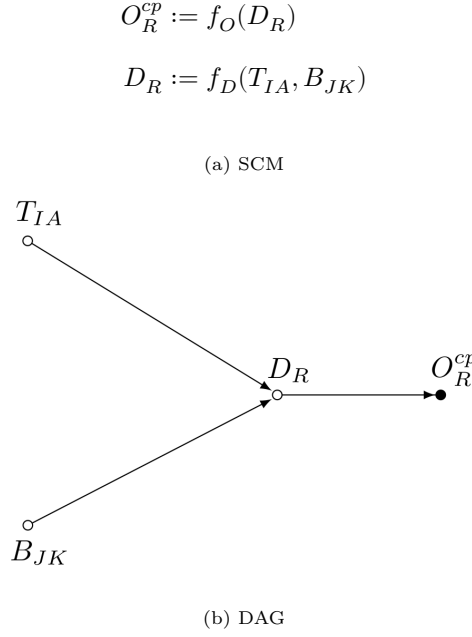 $O_R^{cp} := f_O(D_R)$
$D_R := f_D(T_{IA}, B_{JK})$
(a) SCM
$T_{IA}$
$D_R$ $O_R^{cp}$
$B_{JK}$
(b) DAG